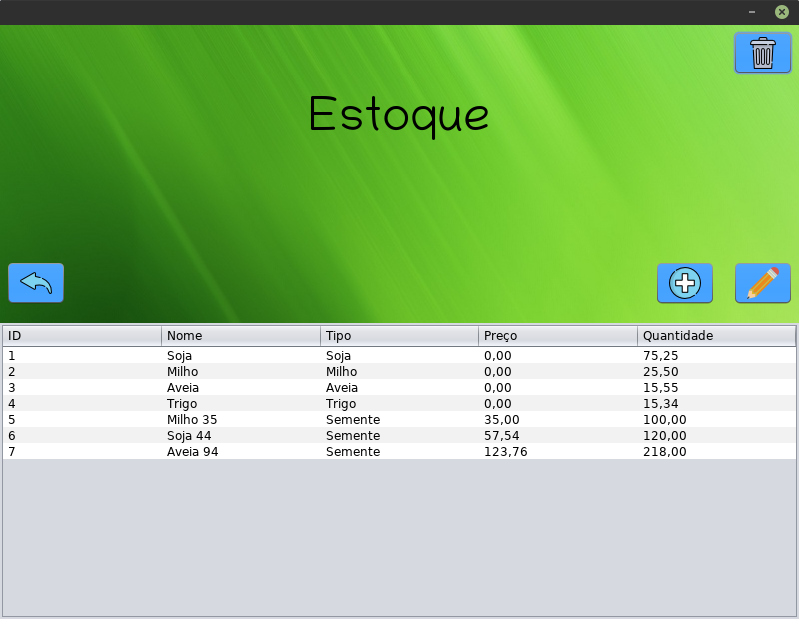 Estoque
ID Nome Tipo Preço Quantidade
1 Soja Soja 0,00 75,25
2 Milho Milho 0,00 25,50
3 Aveia Aveia 0,00 15,55
4 Trigo Trigo 0,00 15,34
5 Milho 35 Semente 35,00 100,00
6 Soja 44 Semente 57,54 120,00
7 Aveia 94 Semente 123,76 218,00